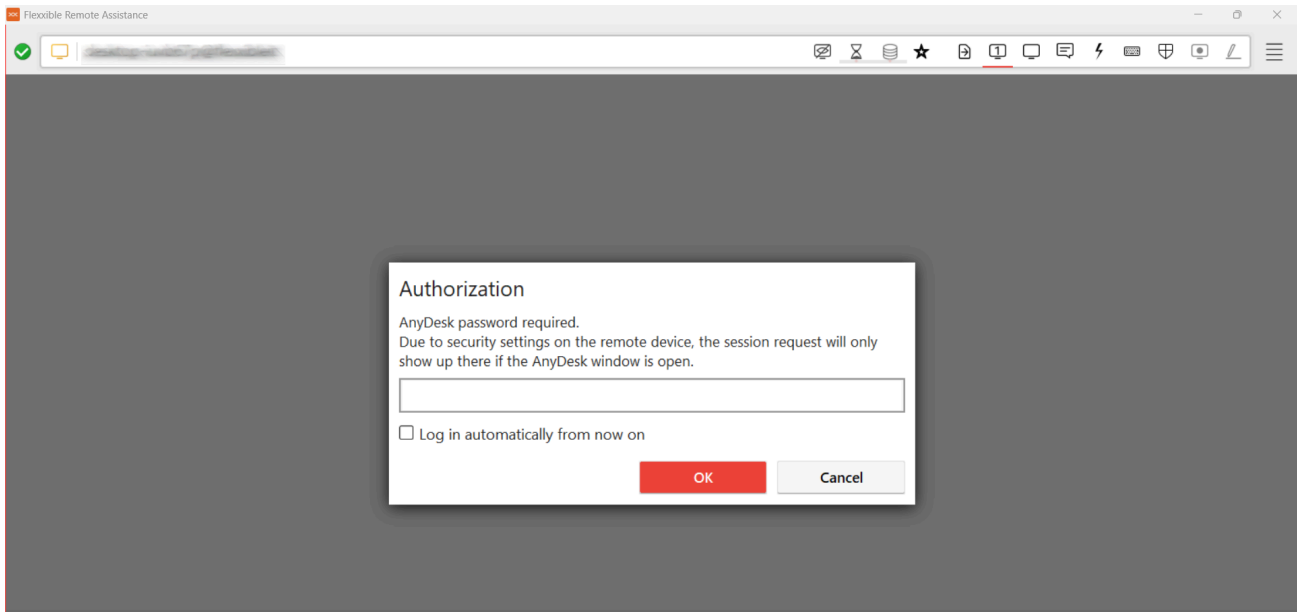 Flexxible Remote Assistance
1
Authorization
AnyDesk password required.
Due to security settings on the remote device, the session request will only
show up there if the AnyDesk window is open.
Log in automatically from now on
OK
Cancel